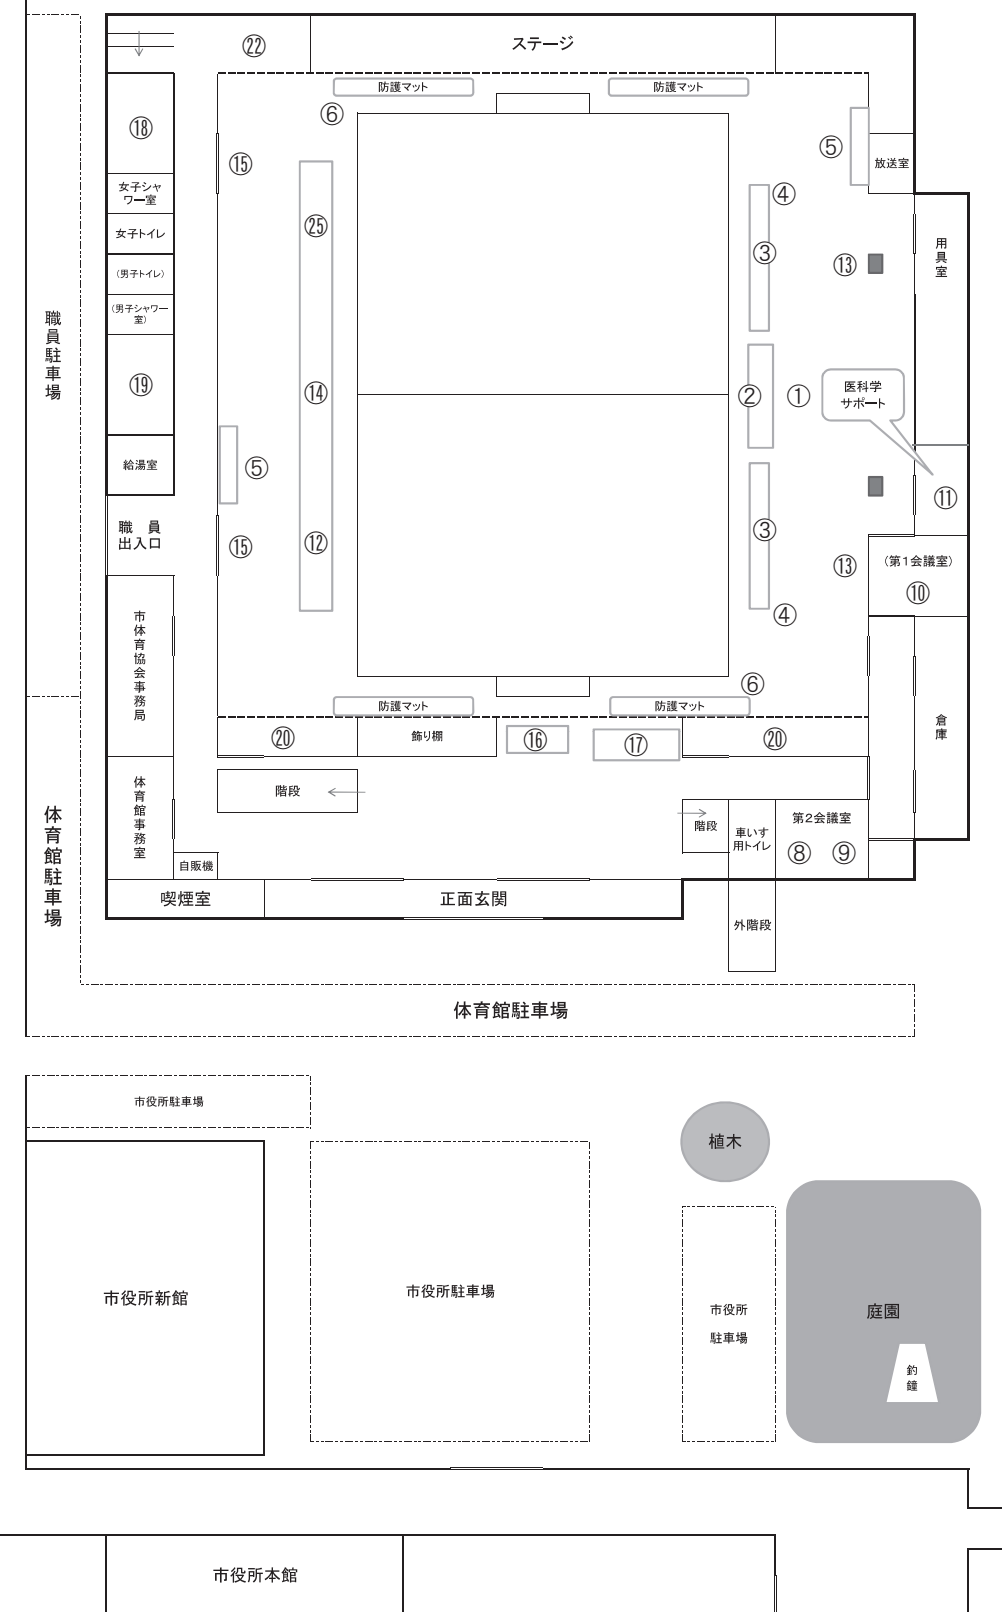 ㉒
ステージ
防護マット
防護マット
⑥
⑱
⑮
⑤
放送室
女子シャ
ワー室
④
女子トイレ
㉕
③
⑬
用具室
(男子トイレ)
(男子シャワー
室)
職員駐車場
⑲
⑭
②
①
医科学
サポート
給湯室
⑤
⑪
職 員
出入口
⑮
⑫
③
⑬
(第1会議室)
⑩
④
市体育協会事務局
⑥
防護マット
防護マット
倉庫
⑳
飾り棚
⑯
⑰
⑳
階段
体育館事務室
階段
車いす
用トイレ
第2会議室
⑧ ⑨
体育館駐車場
自販機
喫煙室
正面玄関
外階段
体育館駐車場
市役所駐車場
植木
市役所新館
市役所駐車場
市役所
駐車場
庭園
釣鐘
市役所本館